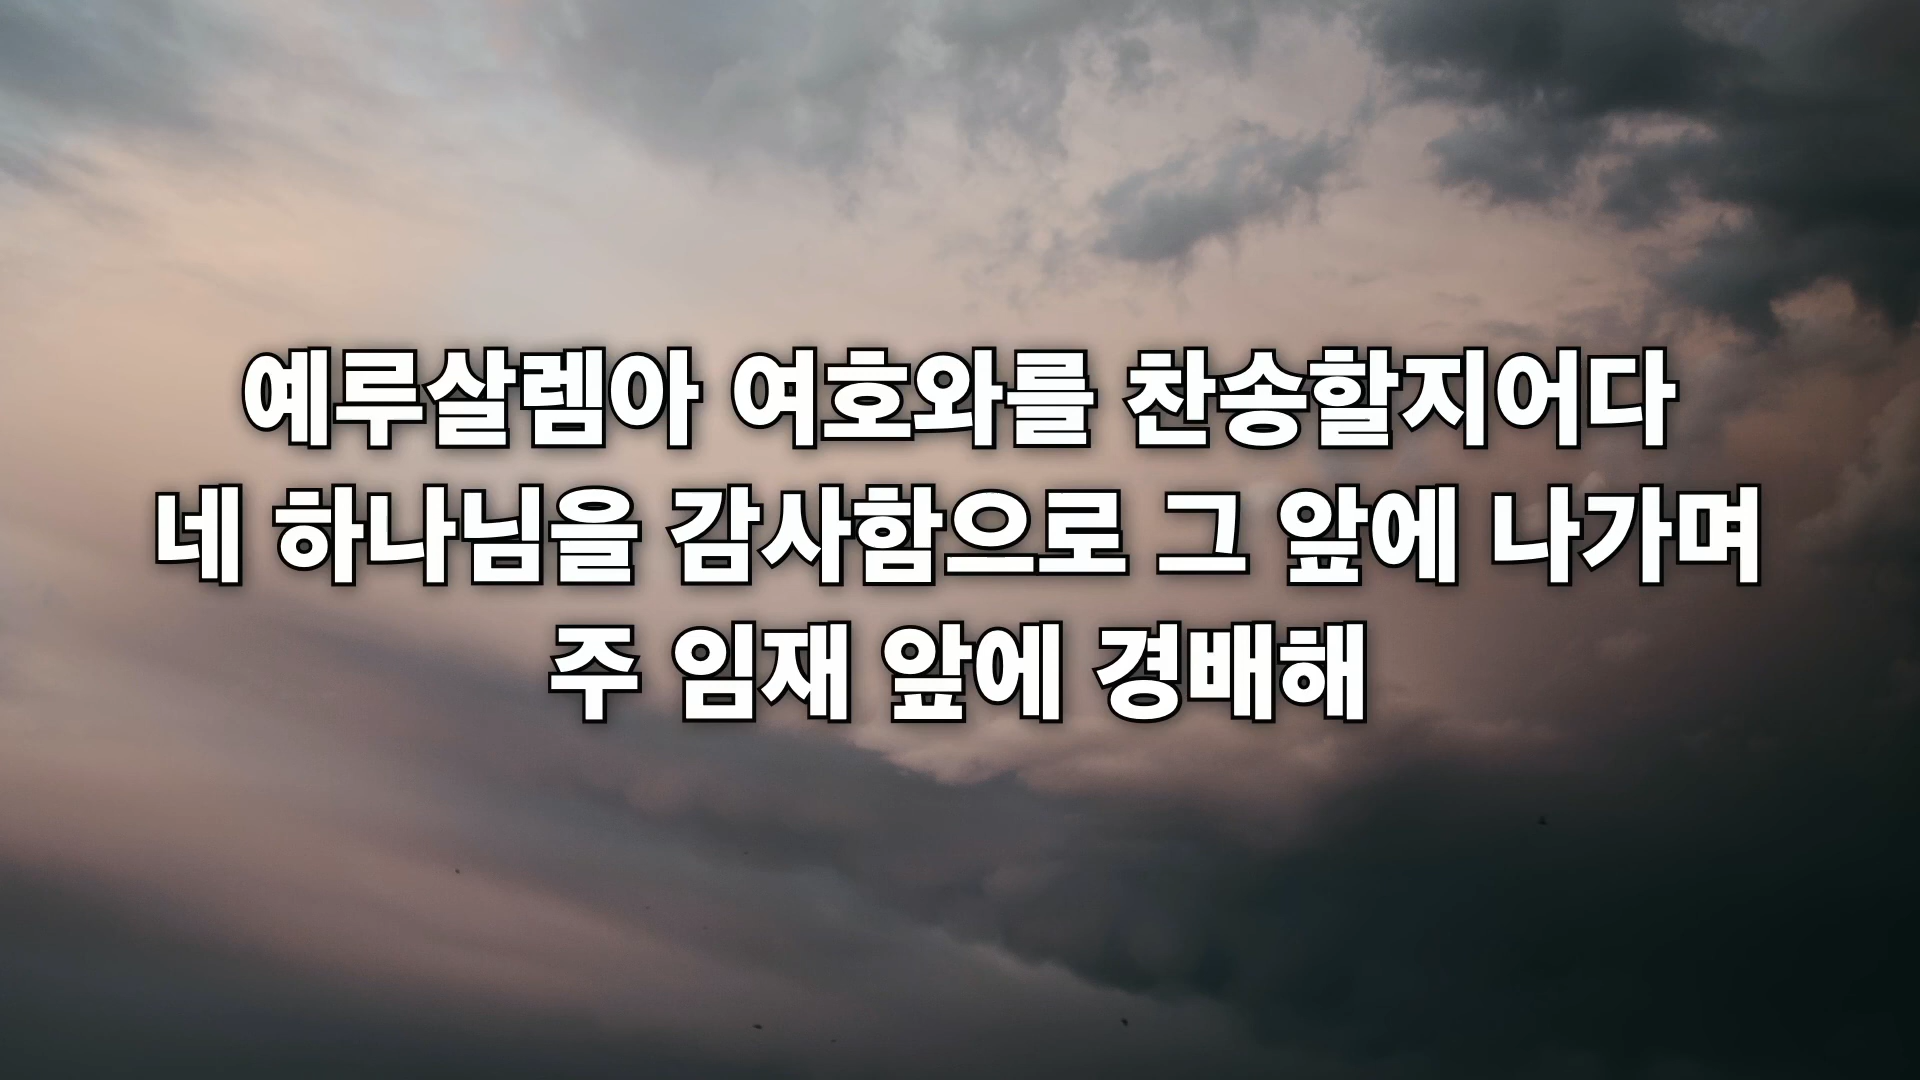 예루살렘아 여호와를 찬송할지어다
네 하나님을 감사함으로 그 앞에 나가며
주 임재 앞에 경배해